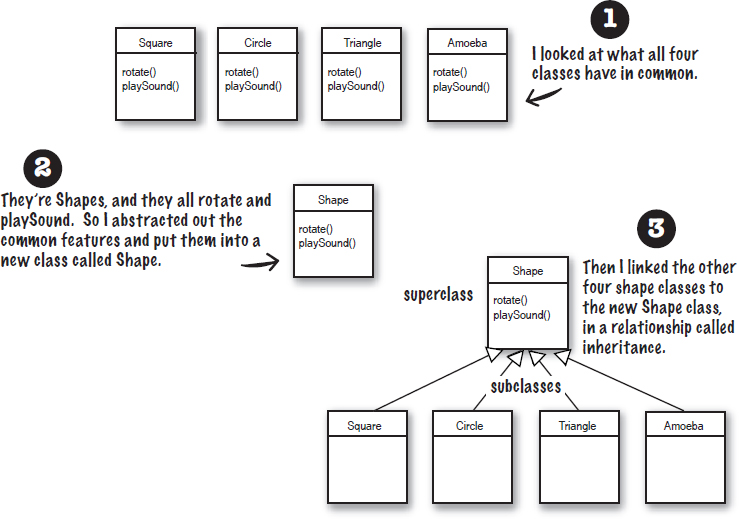 1
I looked at what all four
classes have in common.
Square
rotate()
playSound()
Circle
rotate()
playSound()
Triangle
rotate()
playSound()
Amoeba
rotate()
playSound()
2
They're Shapes, and they all rotate and
playSound. So I abstracted out the
common features and put them into a
new class called Shape.
Shape
rotate()
playSound()
3
Then I linked the other
four shape classes to
the new Shape class,
in a relationship called
inheritance.
superclass
Shape
rotate()
playSound()
subclasses
Square
Circle
Triangle
Amoeba